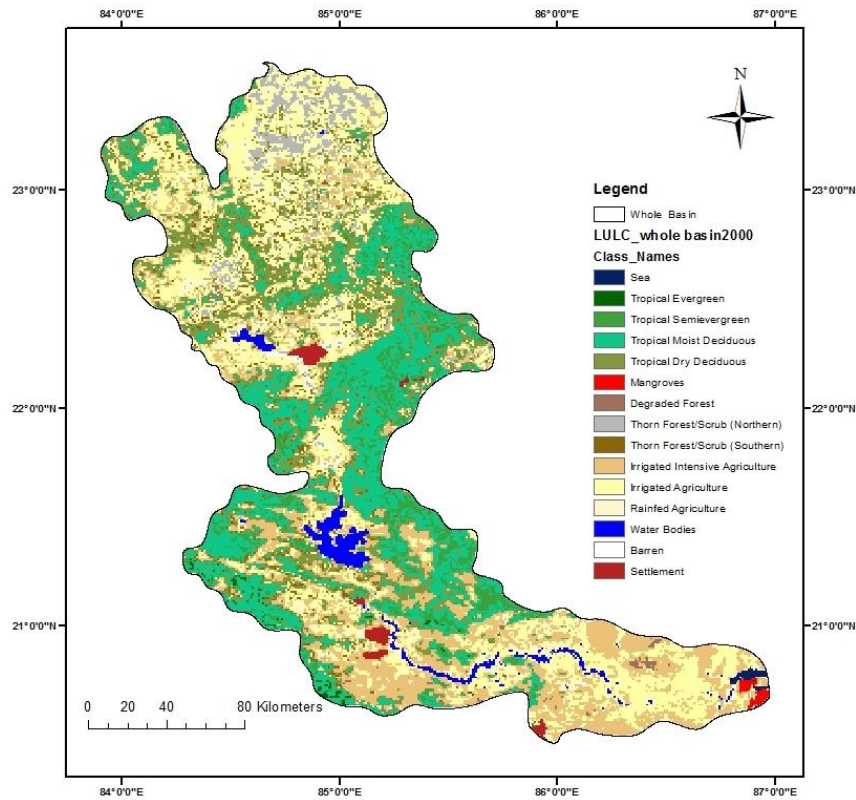 84°0'0"E 85°0'0"E 86°0'0"E 87°0'0"E
N
23°0'0"N 23°0'0"N
Legend
Whole Basin
LULC_whole basin2000
Class_Names
Sea
Tropical Evergreen
Tropical Semievergreen
Tropical Moist Deciduous
Tropical Dry Deciduous
Mangroves
Degraded Forest
Thorn Forest/Scrub (Northern)
Thorn Forest/Scrub (Southern)
Irrigated Intensive Agriculture
Irrigated Agriculture
Rainfed Agriculture
Water Bodies
Barren
Settlement
22°0'0"N 22°0'0"N
21°0'0"N 21°0'0"N
0 20 40 80 Kilometers
84°0'0"E 85°0'0"E 86°0'0"E 87°0'0"E